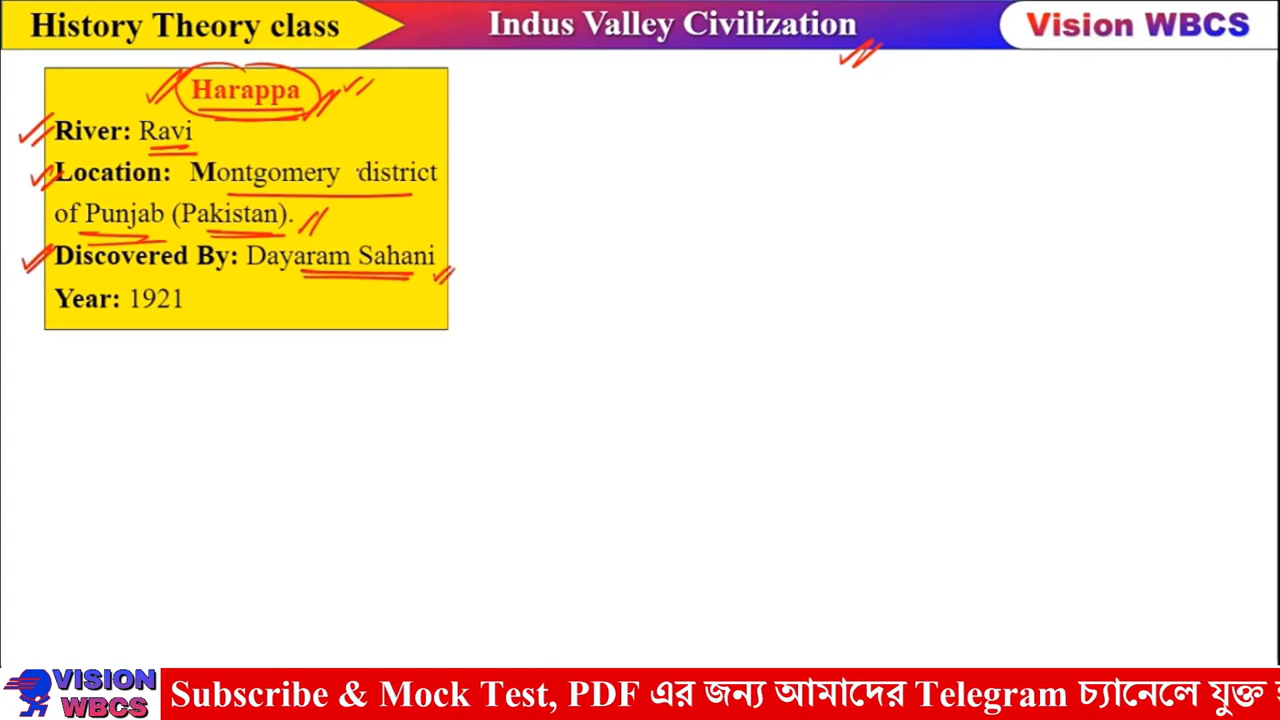 History Theory class
Indus Valley Civilization
Vision WBCS
Harappa
River: Ravi
Location: Montgomery district
of Punjab (Pakistan).
Discovered By: Dayaram Sahani
Year: 1921
VISION
WBCS
Subscribe & Mock Test, PDF এর জন্য আমাদের Telegram চ্যানেলে যুক্ত